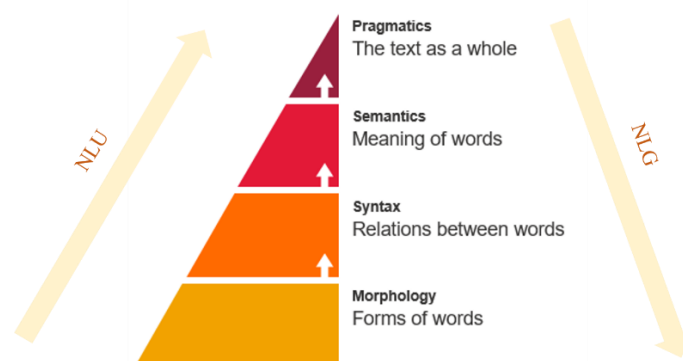 Pragmatics
The text as a whole
NLU
NLG
Semantics
Meaning of words
Syntax
Relations between words
Morphology
Forms of words